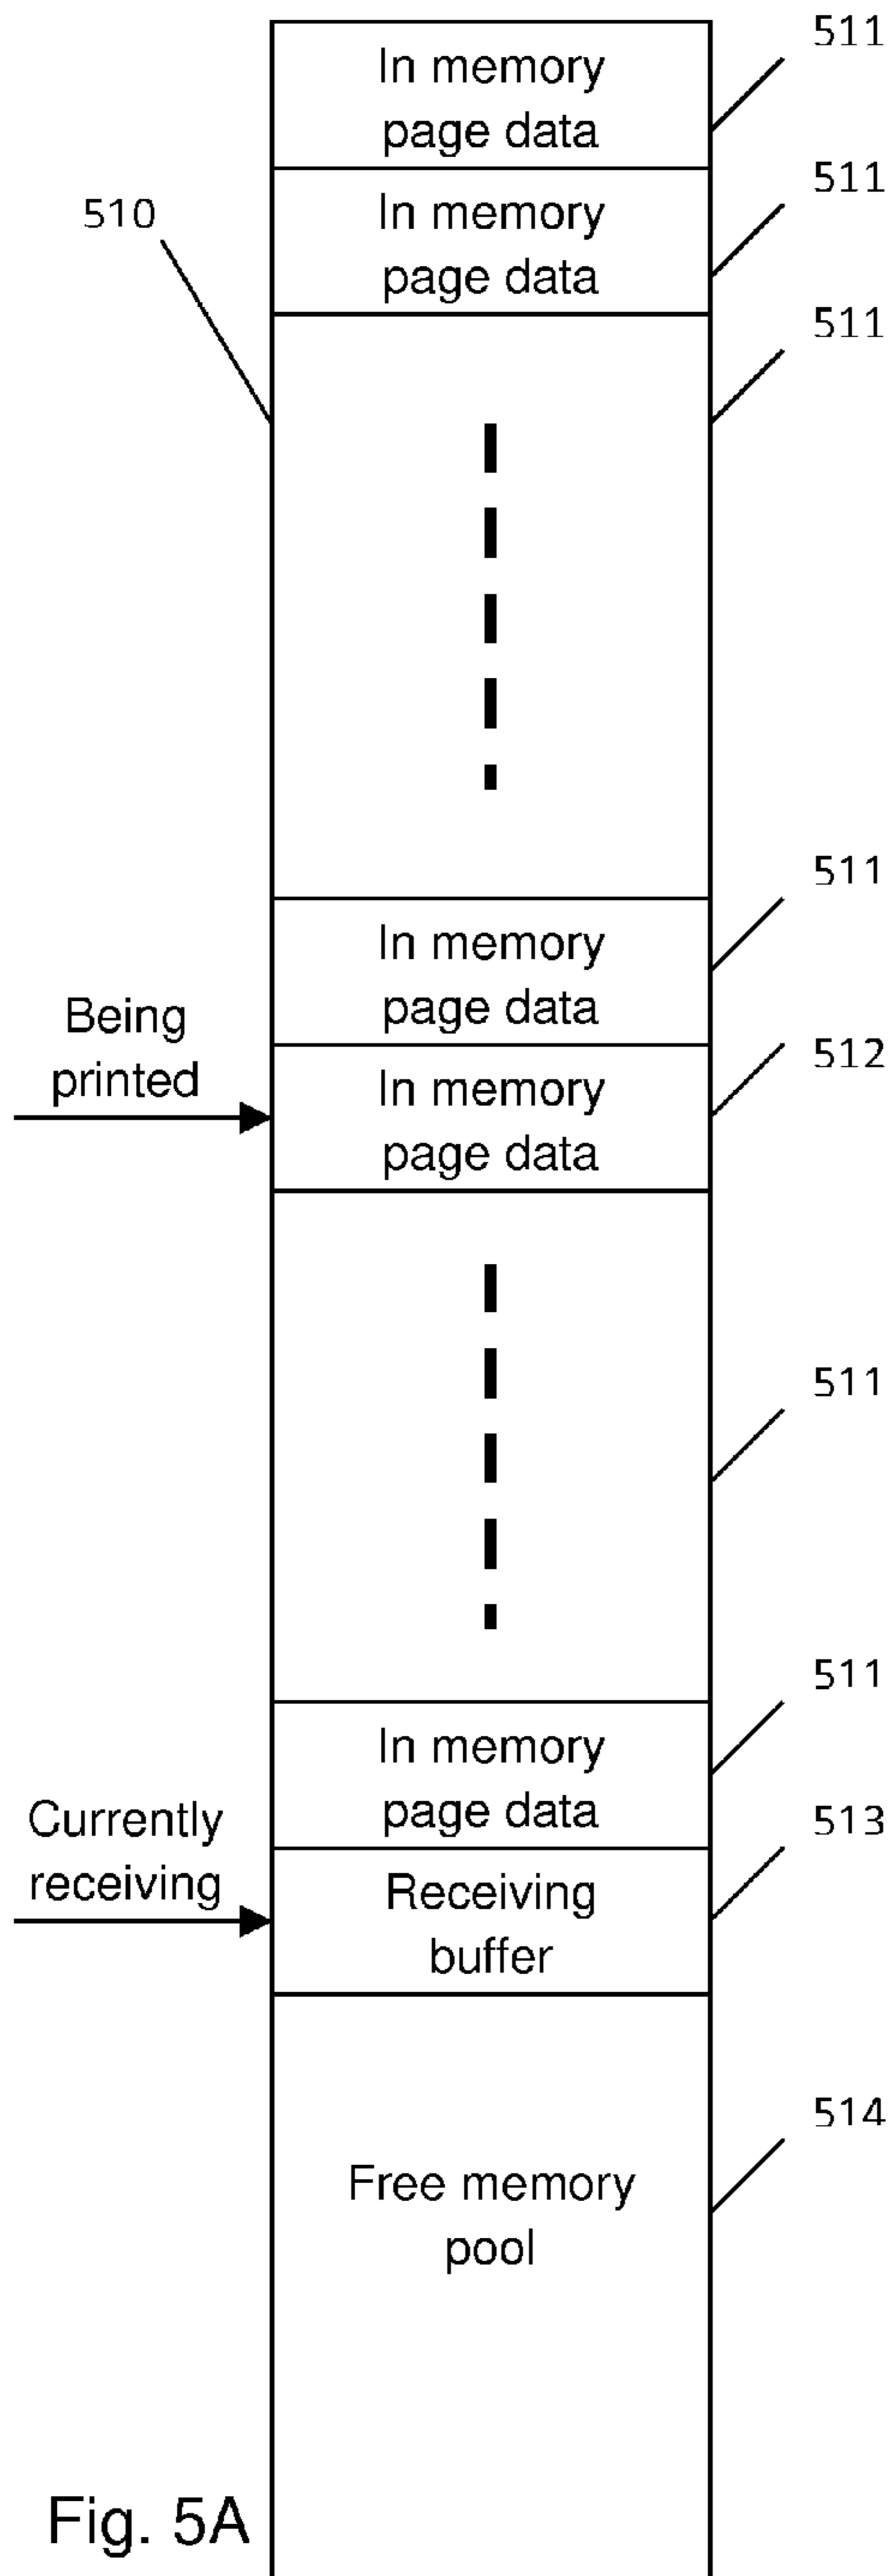 511
In memory
page data
511
In memory
page data
510
511
511
In memory
page data
Being
printed
512
In memory
page data
511
511
In memory
page data
Currently
receiving
513
Receiving
buffer
514
Free memory
pool
Fig. 5A